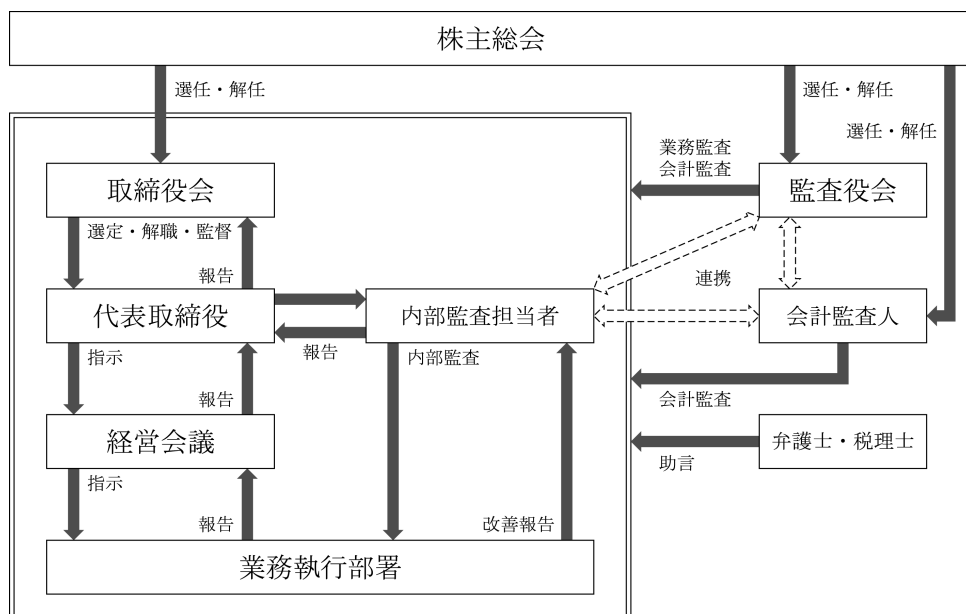 株主総会
選任・解任
選任・解任
選任・解任
業務監査
会計監査
取締役会
監査役会
選定・解職・監督
報告
連携
代表取締役
内部監査担当者
会計監査人
指示
報告
内部監査
報告
会計監査
経営会議
弁護士・税理士
助言
指示
報告
改善報告
業務執行部署